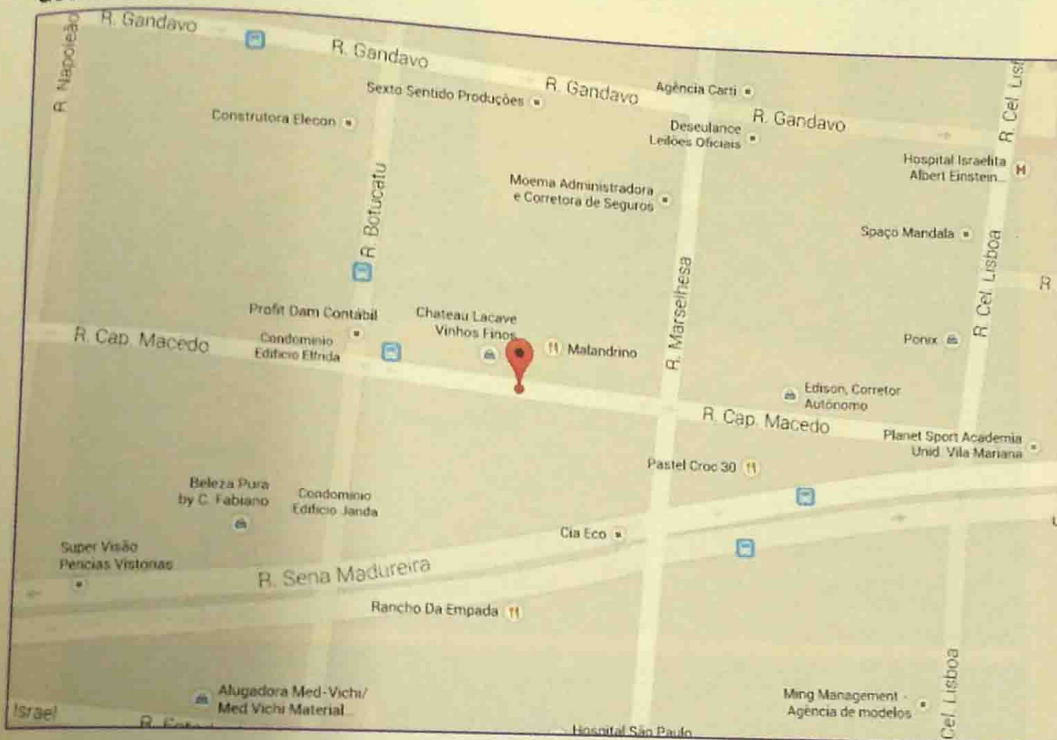 R. Gandavo
R. Napoleão
R. Gandavo
R. Gandavo
Agência Carti
R. Gandavo
Sexto Sentido Produções
Construtora Elecon
Deseulance
Leilões Oficiais
R. Cel. Lisb
Hospital Israelita
Albert Einstein...
Moema Administradora
e Corretora de Seguros
R. Botucatu
Spaço Mandala
R. Cel. Lisboa
R
R. Marselhesa
Profit Dam Contábil
Chateau Lacave
Vinhos Finos
Malandrino
R. Cap. Macedo
Condominio
Edificio Elfrida
Ponix
Edison, Corretor
Autônomo
R. Cap. Macedo
Planet Sport Academia
Unid. Vila Mariana
Pastel Croc 30
Beleza Pura
by C. Fabiano
Condominio
Edificio Janda
Cia Eco
Super Visão
Pericias Vistorias
R. Sena Madureira
Rancho Da Empada
Alugadora Med-Vichi/
Med Vichi Material...
Ming Management -
Agência de modelos
Cel. Lisboa
Israel
Hospital São Paulo